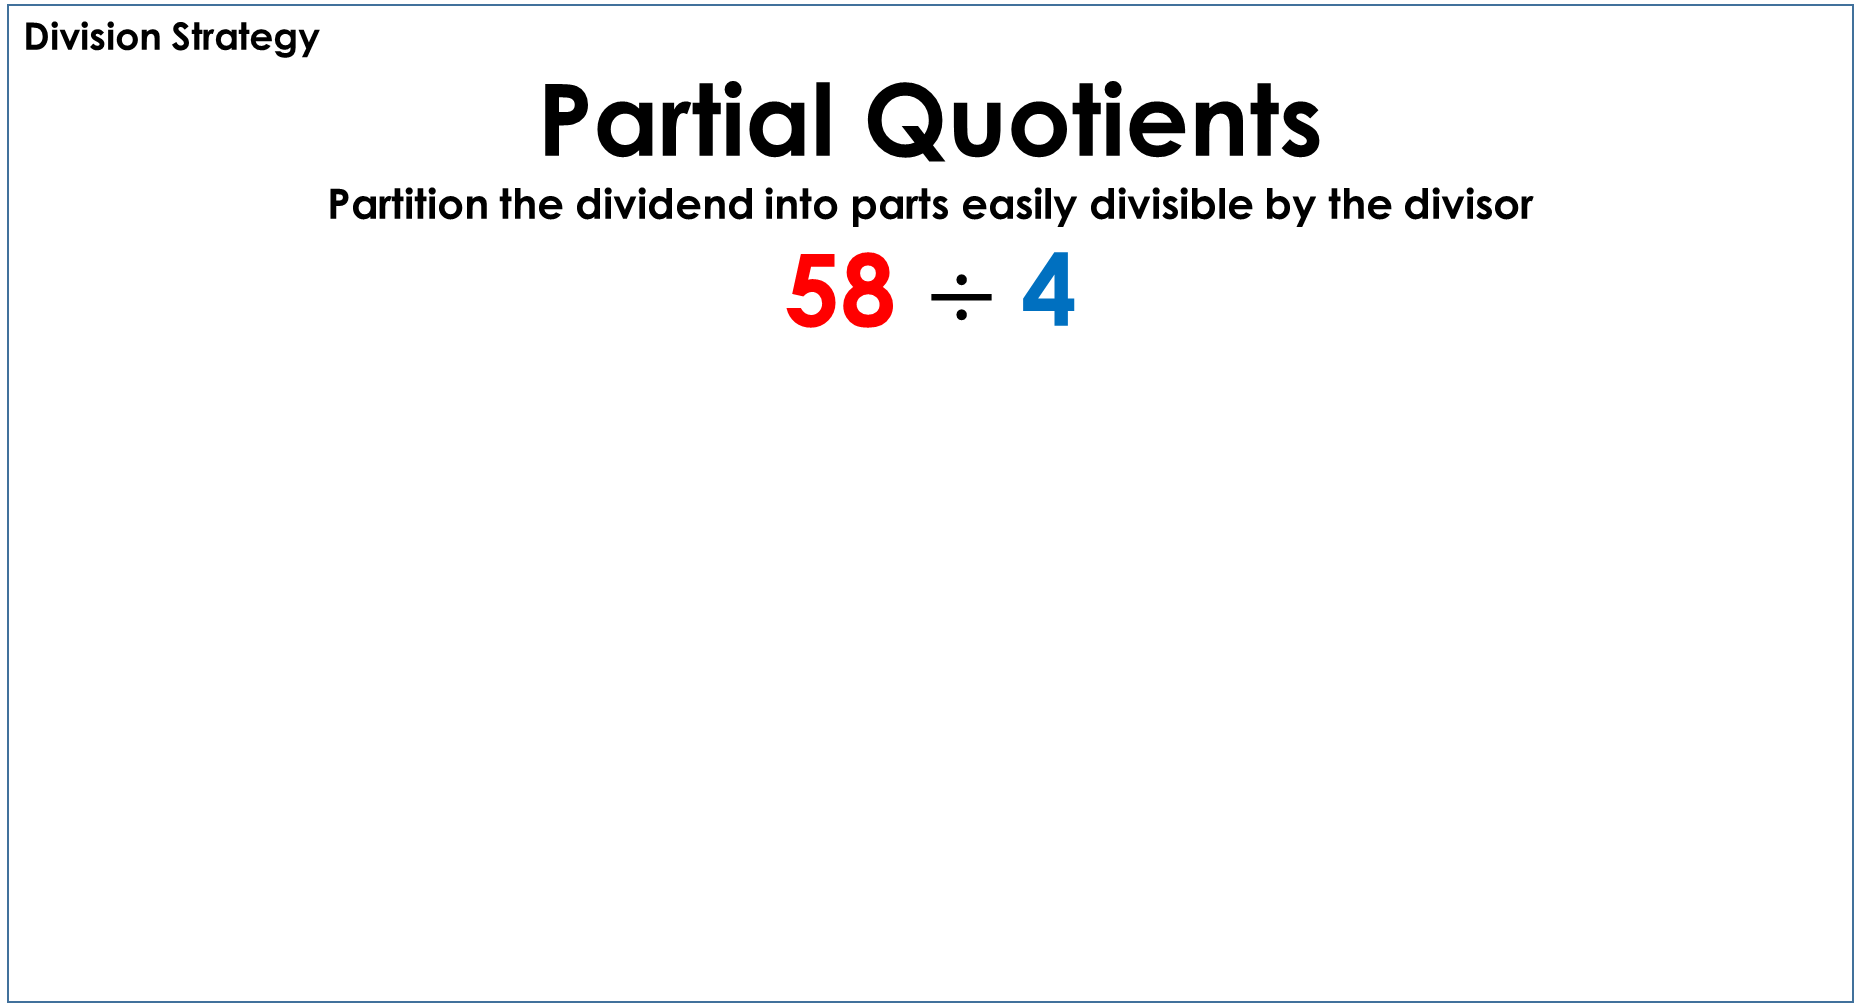 Division Strategy
Partial Quotients
Partition the dividend into parts easily divisible by the divisor
58 ÷ 4